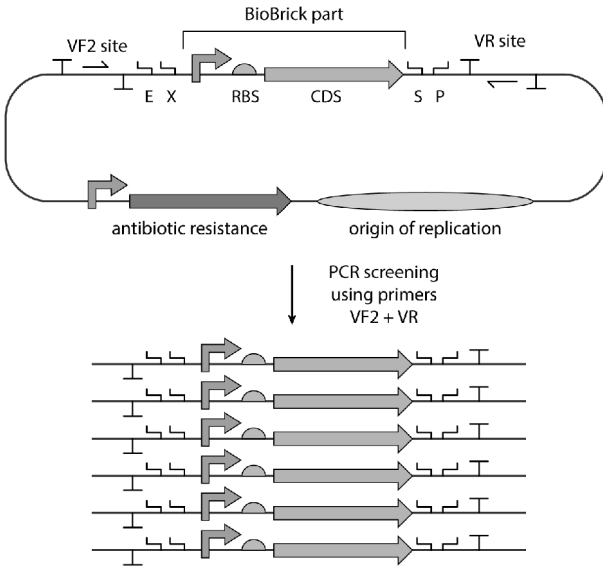 BioBrick part
VF2 site
VR site
E X RBS CDS S P
antibiotic resistance
origin of replication
PCR screening
using primers
VF2 + VR